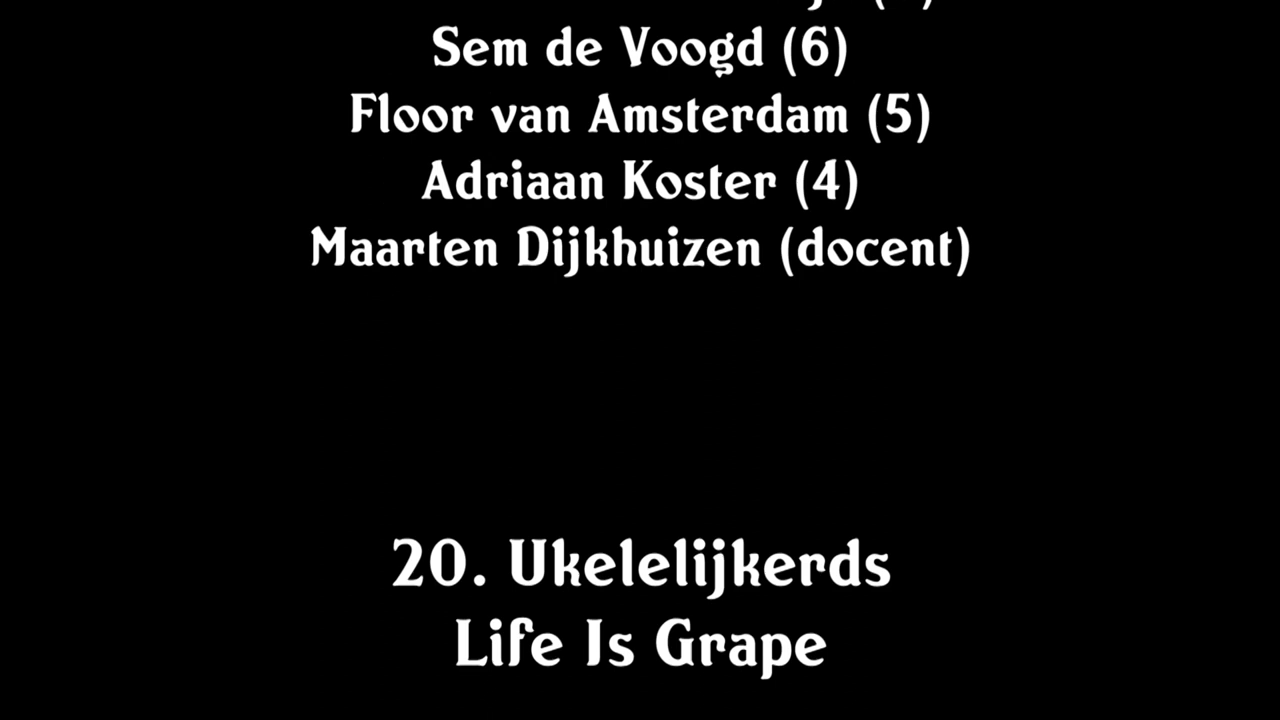 Sem de Voogd (6)
Floor van Amsterdam (5)
Adriaan Koster (4)
Maarten Dijkhuizen (docent)
20. Ukelelijkerds
Life Is Grape